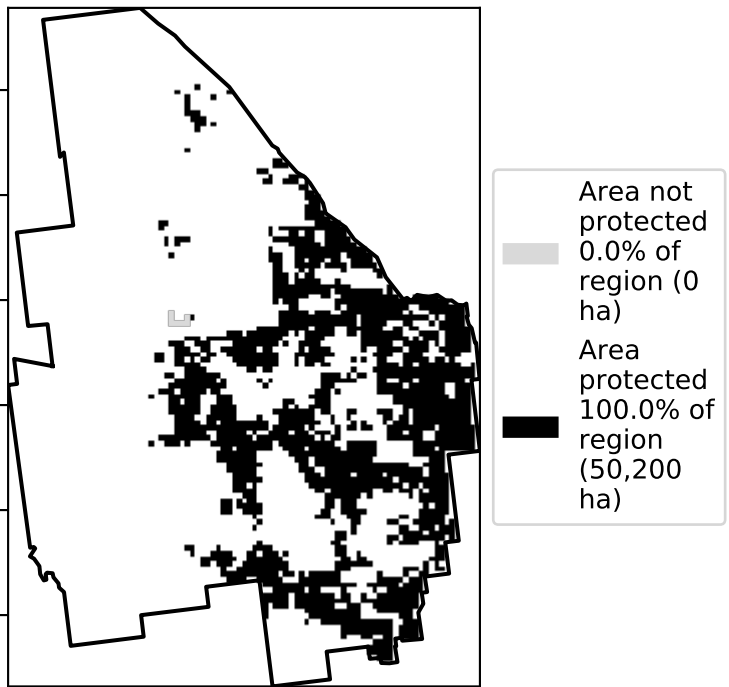 Area not
protected
0.0% of
region (0
ha)
Area
protected
100.0% of
region
(50,200
ha)